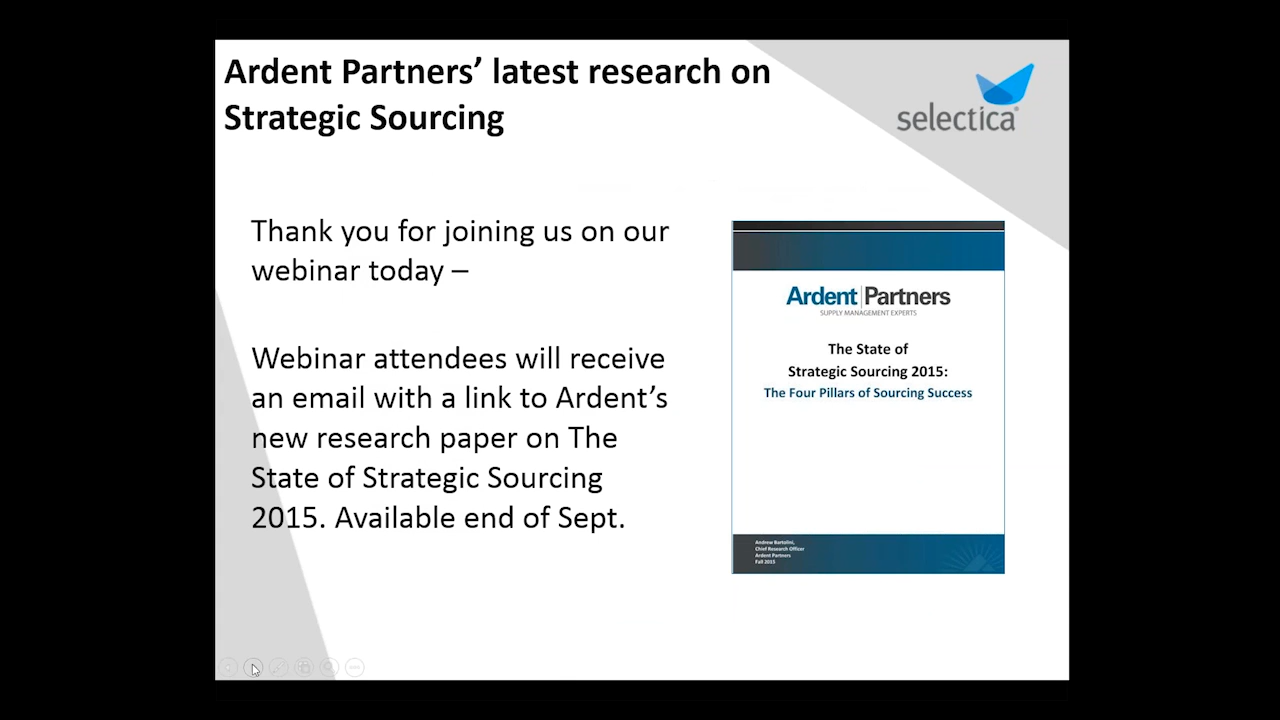 Ardent Partners’ latest research on
Strategic Sourcing
selectica
Thank you for joining us on our
webinar today –
Webinar attendees will receive
an email with a link to Ardent’s
new research paper on The
State of Strategic Sourcing
2015. Available end of Sept.
Ardent Partners
SUPPLY MANAGEMENT EXPERTS
The State of
Strategic Sourcing 2015:
The Four Pillars of Sourcing Success
Andrew Bartolini,
Chief Research Officer
Ardent Partners
Fall 2015